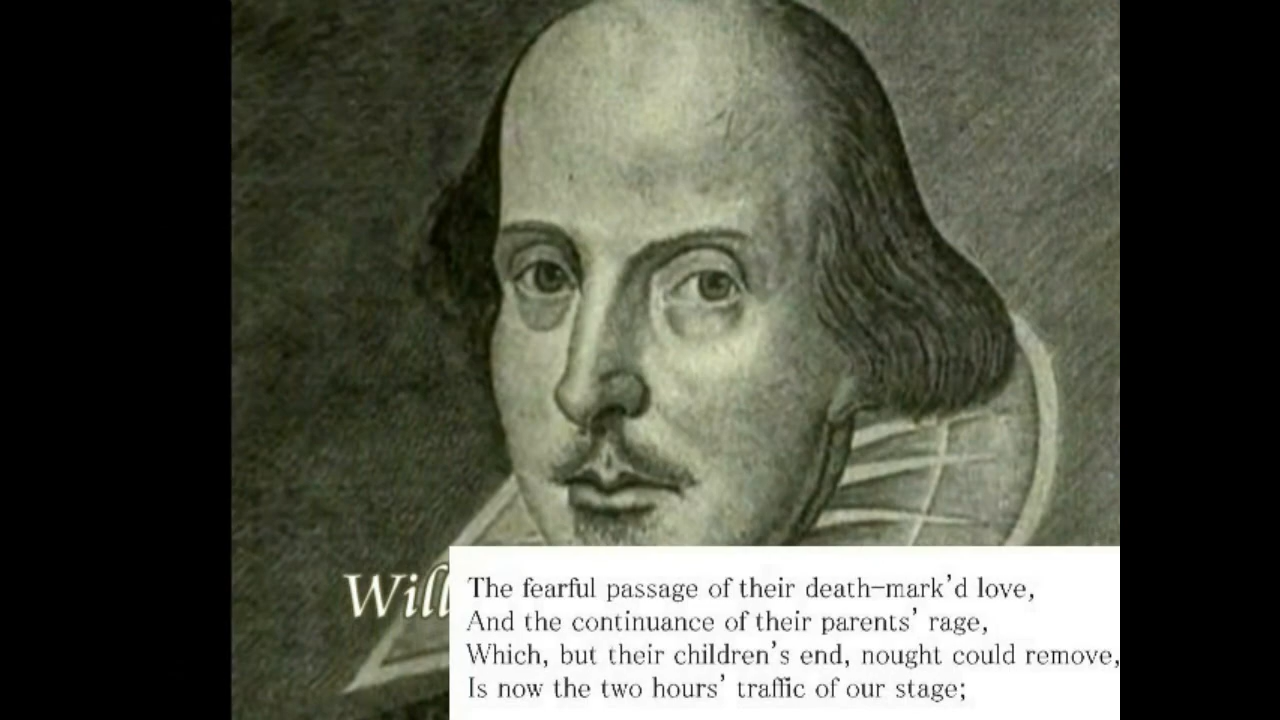 Will
The fearful passage of their death-mark'd love,
And the continuance of their parents' rage,
Which, but their children's end, nought could remove,
Is now the two hours' traffic of our stage;